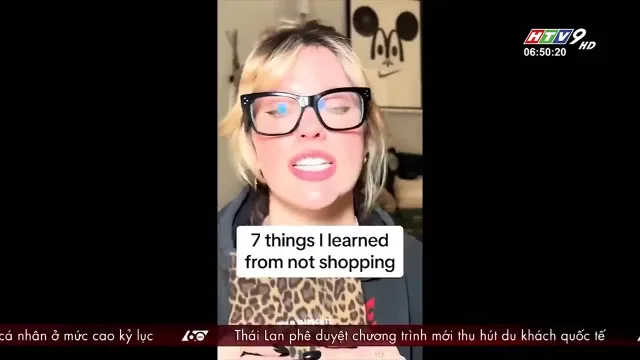 HTV9 HD
06:50:20
7 things I learned
from not shopping
cá nhân ở mức cao kỷ lục
60
Thái Lan phê duyệt chương trình mới thu hút du khách quốc tế